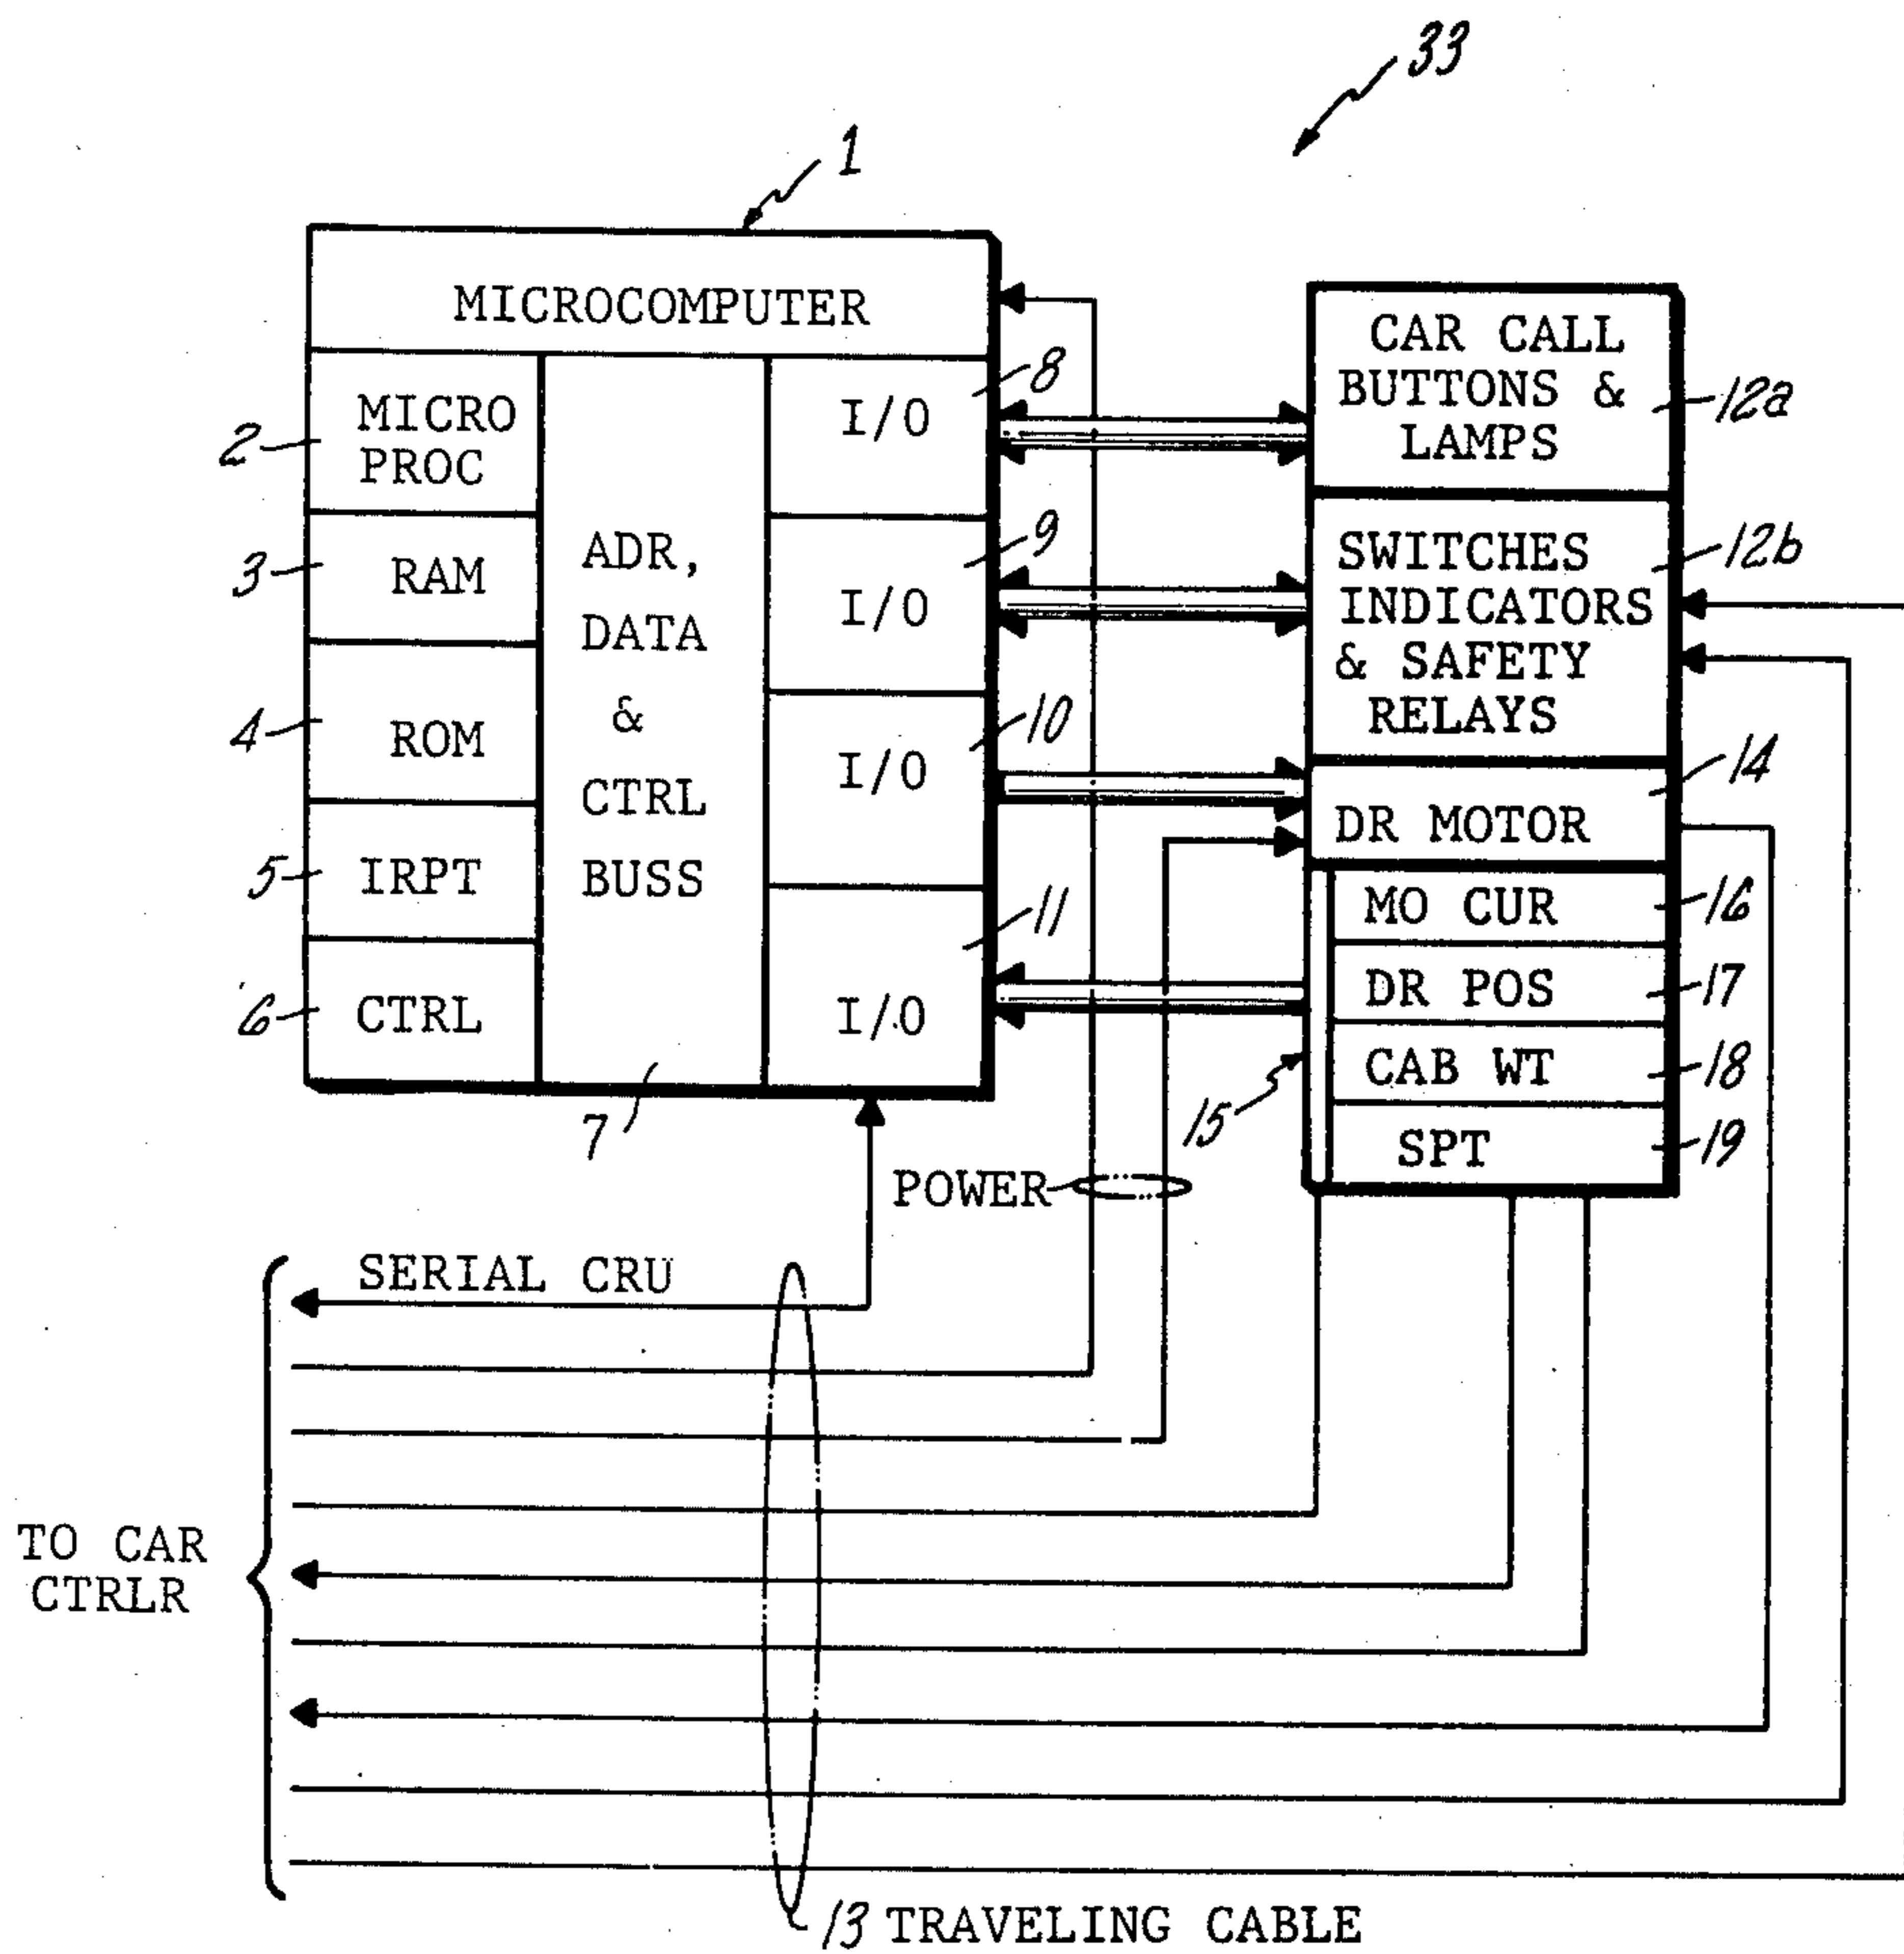 33
1
MICROCOMPUTER
2
MICRO
PROC
3
RAM
4
ROM
5
IRPT
6
CTRL
ADR,
DATA
&
CTRL
BUSS
7
I/O
8
I/O
9
I/O
10
I/O
11
CAR CALL
BUTTONS &
LAMPS
12a
SWITCHES
INDICATORS
& SAFETY
RELAYS
12b
DR MOTOR
14
MO CUR
16
DR POS
17
CAB WT
18
SPT
19
15
POWER
SERIAL CRU
TO CAR
CTRLR
13 TRAVELING CABLE